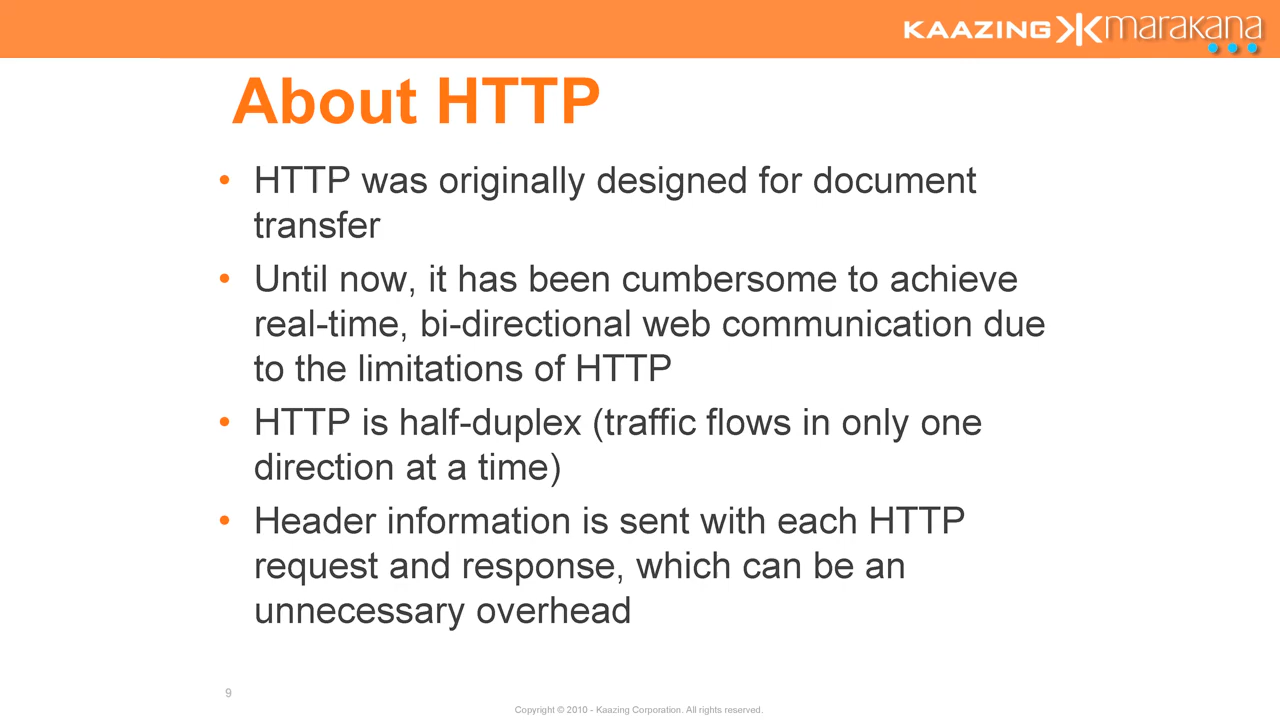 KAAZING marakana
About HTTP
• HTTP was originally designed for document
transfer
• Until now, it has been cumbersome to achieve
real-time, bi-directional web communication due
to the limitations of HTTP
• HTTP is half-duplex (traffic flows in only one
direction at a time)
• Header information is sent with each HTTP
request and response, which can be an
unnecessary overhead
9
Copyright © 2010 - Kaazing Corporation. All rights reserved.